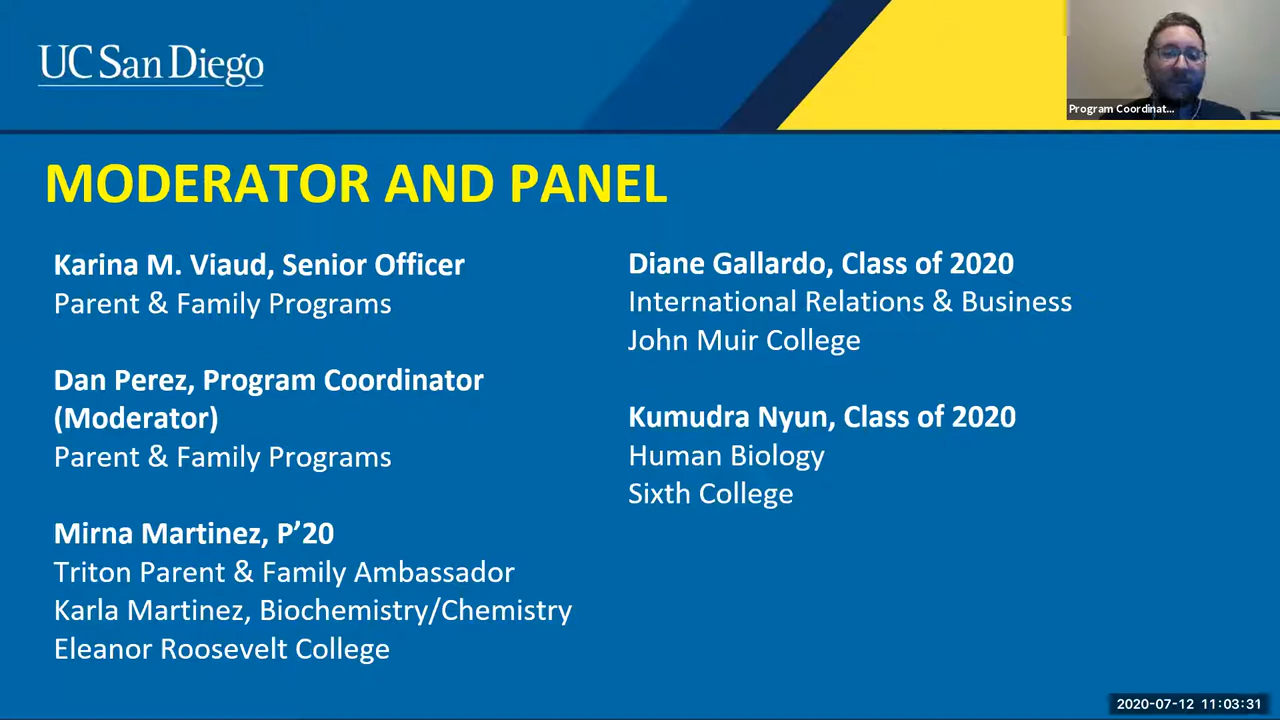 UC San Diego
Program Coordinat...
MODERATOR AND PANEL
Karina M. Viaud, Senior Officer
Parent & Family Programs
Dan Perez, Program Coordinator
(Moderator)
Parent & Family Programs
Mirna Martinez, P’20
Triton Parent & Family Ambassador
Karla Martinez, Biochemistry/Chemistry
Eleanor Roosevelt College
Diane Gallardo, Class of 2020
International Relations & Business
John Muir College
Kumudra Nyun, Class of 2020
Human Biology
Sixth College
2020-07-12 11:03:31